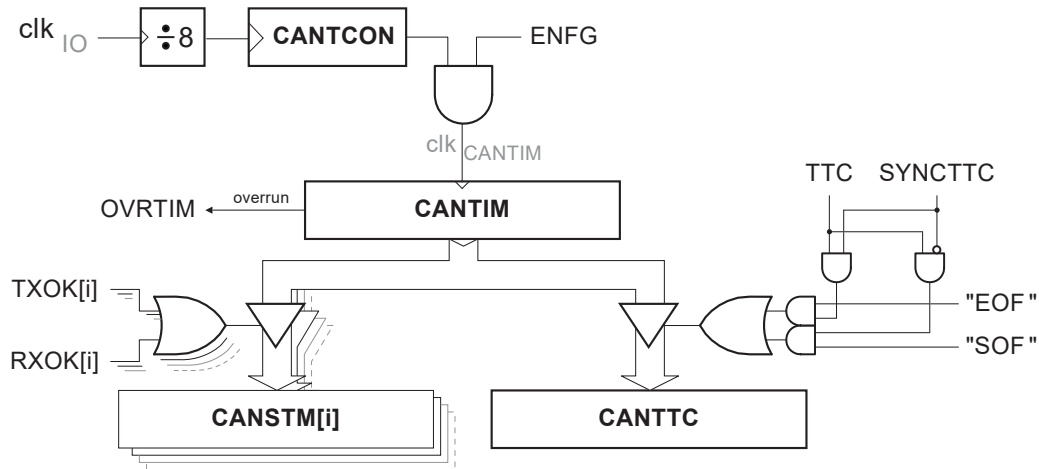 clk IO
÷8
CANTCON
ENFG
clk CANTIM
TTC SYNCTTC
OVRTIM
overrun
CANTIM
TXOK[i]
"EOF"
"SOF"
RXOK[i]
CANSTM[i]
CANTTC